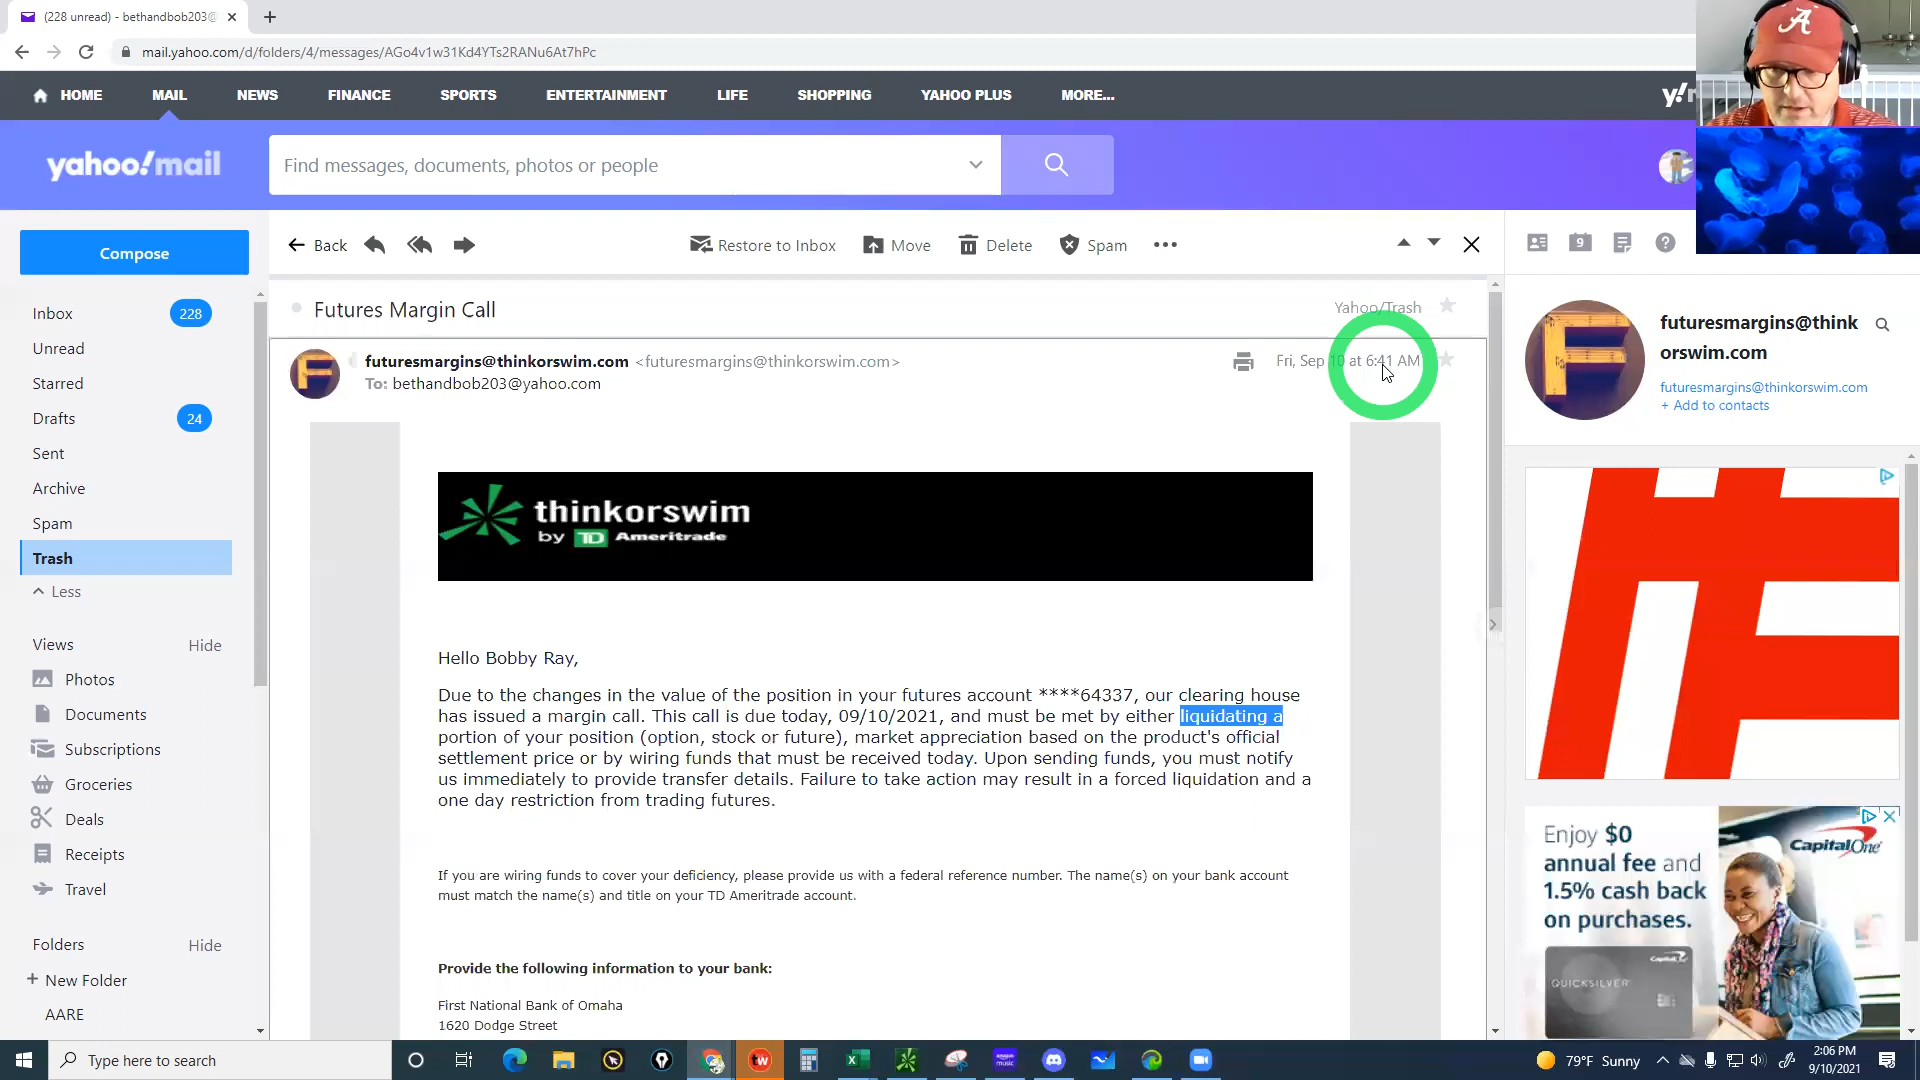 (228 unread) - bethandbob203@
mail.yahoo.com/d/folders/4/messages/AGo4v1w31Kd4YTs2RANu6At7hPc
HOME MAIL NEWS FINANCE SPORTS ENTERTAINMENT LIFE SHOPPING YAHOO PLUS MORE...
yahoo!mail
Find messages, documents, photos or people
Back Restore to Inbox Move Delete Spam
9
Compose
Inbox 228
Unread
Starred
Drafts 24
Sent
Archive
Spam
Trash
Less
Views Hide
Photos
Documents
Subscriptions
Groceries
Deals
Receipts
Travel
Folders Hide
+ New Folder
AARE
Futures Margin Call Yahoo/Trash
futuresmargins@thinkorswim.com <futuresmargins@thinkorswim.com> Fri, Sep 10 at 6:41 AM
To: bethandbob203@yahoo.com
thinkorswim
by TD Ameritrade
Hello Bobby Ray,
Due to the changes in the value of the position in your futures account ****64337, our clearing house
has issued a margin call. This call is due today, 09/10/2021, and must be met by either liquidating a
portion of your position (option, stock or future), market appreciation based on the product's official
settlement price or by wiring funds that must be received today. Upon sending funds, you must notify
us immediately to provide transfer details. Failure to take action may result in a forced liquidation and a
one day restriction from trading futures.
If you are wiring funds to cover your deficiency, please provide us with a federal reference number. The name(s) on your bank account
must match the name(s) and title on your TD Ameritrade account.
Provide the following information to your bank:
First National Bank of Omaha
1620 Dodge Street
futuresmargins@think
orswim.com
futuresmargins@thinkorswim.com
+ Add to contacts
Enjoy $0
annual fee and
1.5% cash back
on purchases.
CapitalOne
QUICKSILVER
Type here to search
79°F Sunny
2:06 PM
9/10/2021